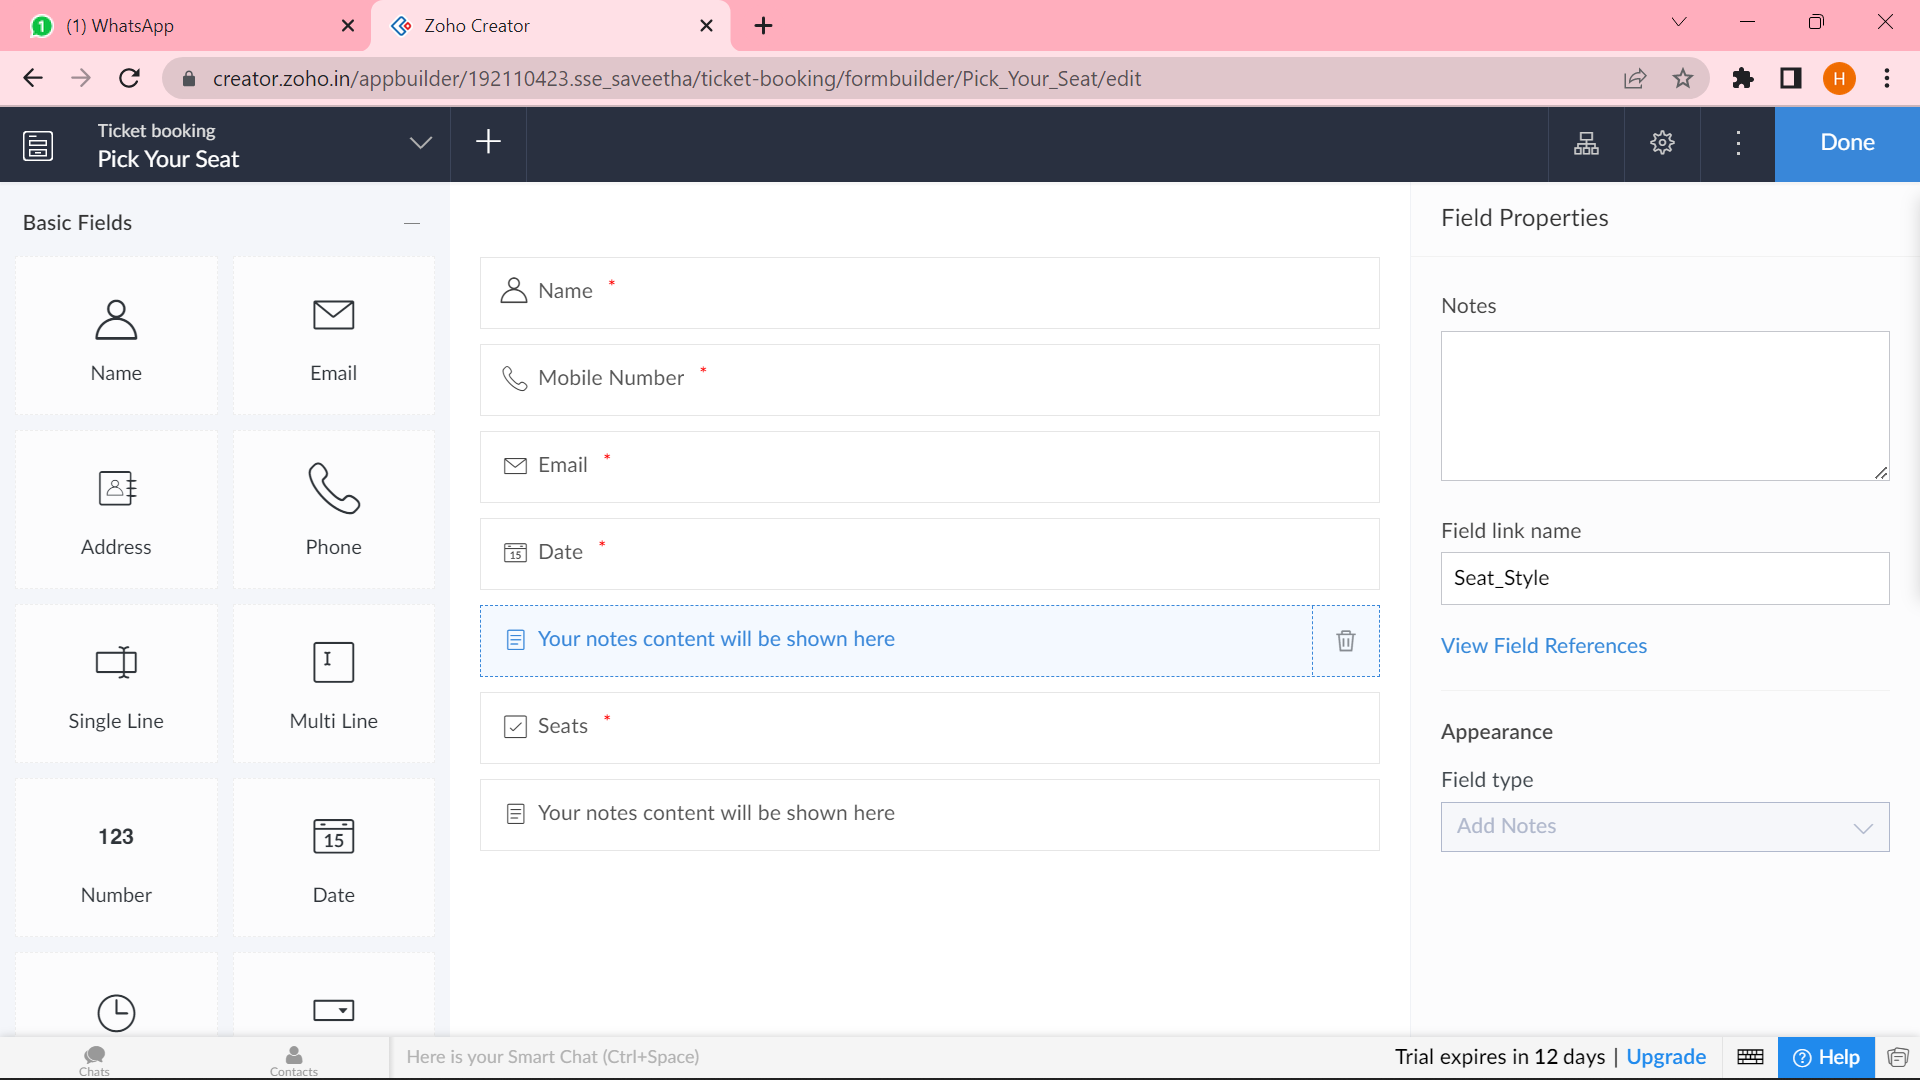 (1) WhatsApp
Zoho Creator
creator.zoho.in/appbuilder/192110423.sse_saveetha/ticket-booking/formbuilder/Pick_Your_Seat/edit
H
Ticket booking
Pick Your Seat
Done
Basic Fields
Name
Email
Address
Phone
Single Line
Multi Line
123
Number
15
Date
Name *
Mobile Number *
Email *
15 Date *
Your notes content will be shown here
Seats *
Your notes content will be shown here
Field Properties
Notes
Field link name
Seat_Style
View Field References
Appearance
Field type
Add Notes
Chats
Contacts
Here is your Smart Chat (Ctrl+Space)
Trial expires in 12 days | Upgrade
Help